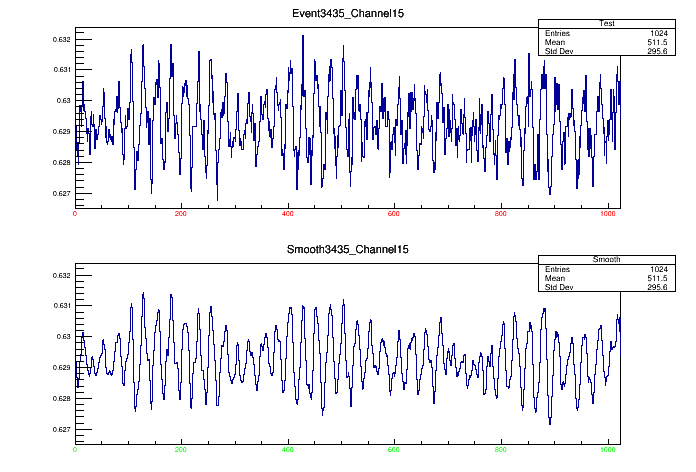 Event3435_Channel15
Test
Entries 1024
Mean 511.5
Std Dev 295.6
0.632
0.631
0.63
0.629
0.628
0.627
0 200 400 600 800 1000
Smooth3435_Channel15
Smooth
Entries 1024
Mean 511.5
Std Dev 295.6
0.632
0.631
0.63
0.629
0.628
0.627
0 200 400 600 800 1000